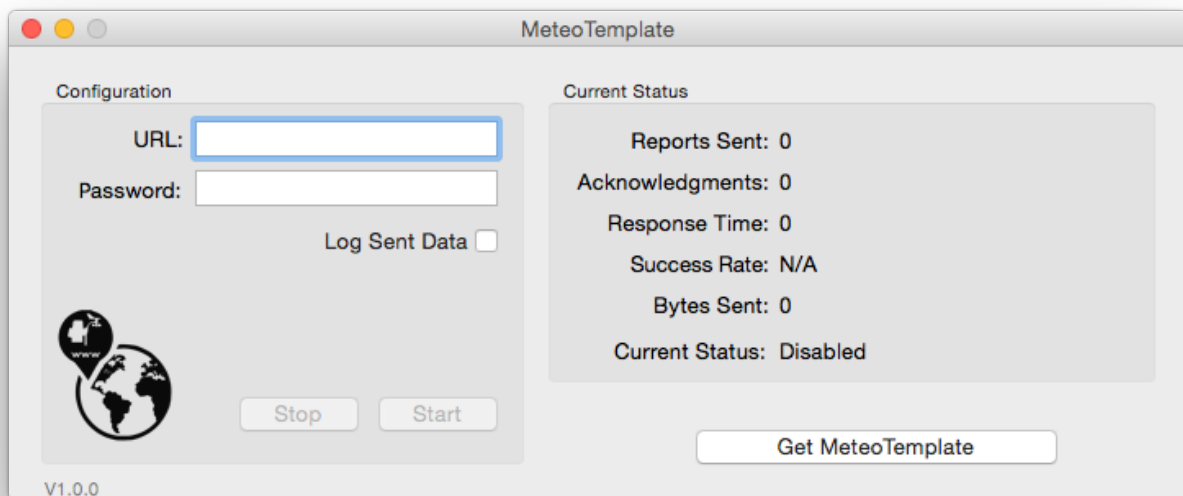 MeteoTemplate
Configuration
URL:
Password:
Log Sent Data
www
Stop
Start
V1.0.0
Current Status
Reports Sent: 0
Acknowledgments: 0
Response Time: 0
Success Rate: N/A
Bytes Sent: 0
Current Status: Disabled
Get MeteoTemplate